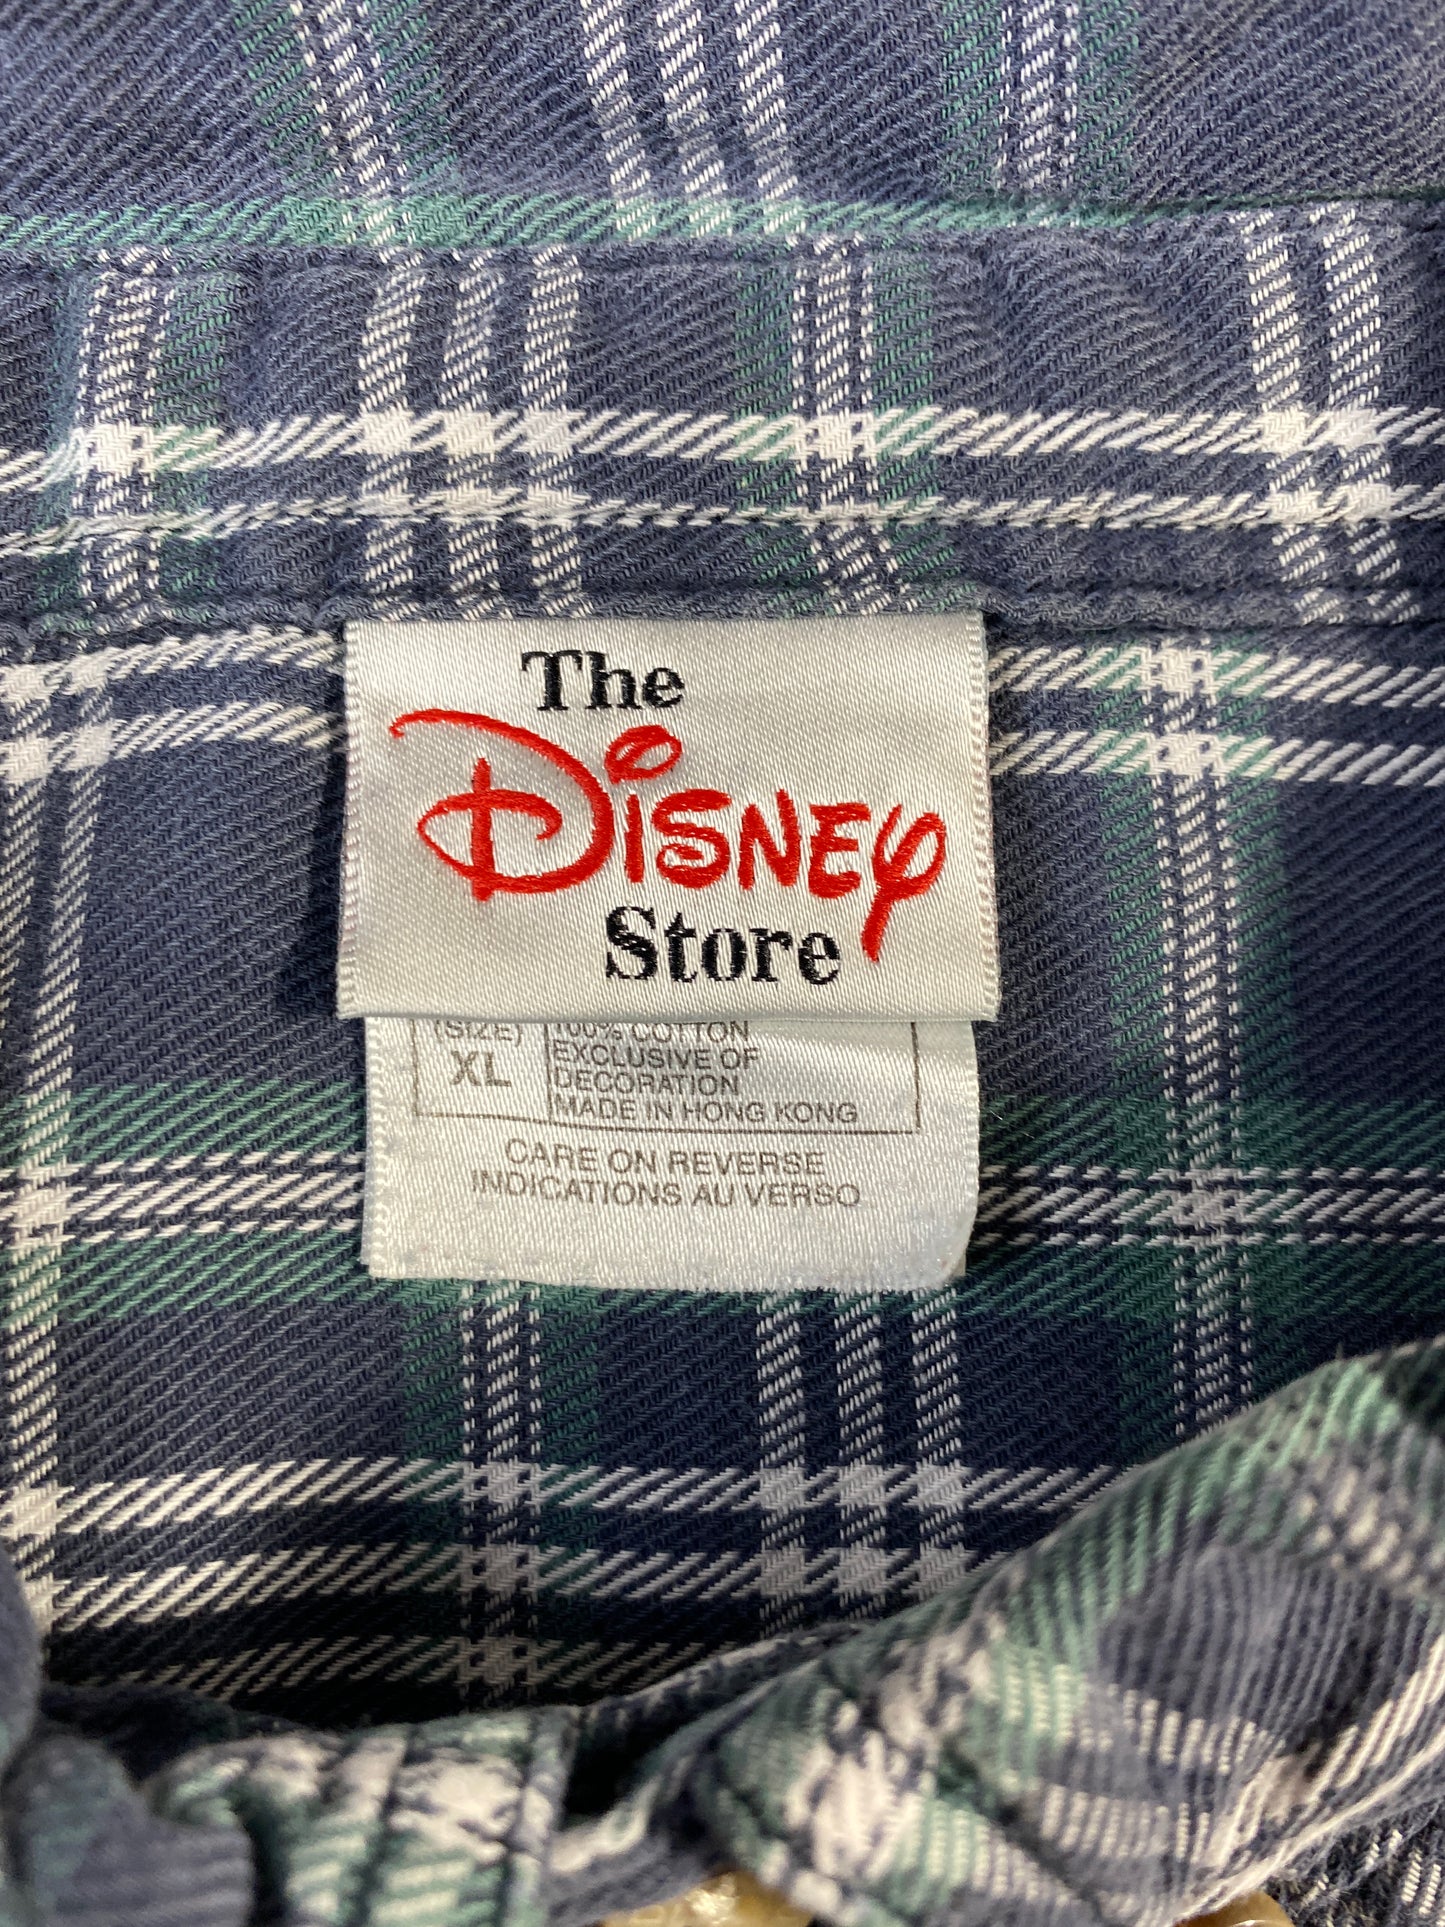 The
Disney
Store
(SIZE)
XL
100% COTTON
EXCLUSIVE OF
DECORATION
MADE IN HONG KONG
CARE ON REVERSE
INDICATIONS AU VERSO